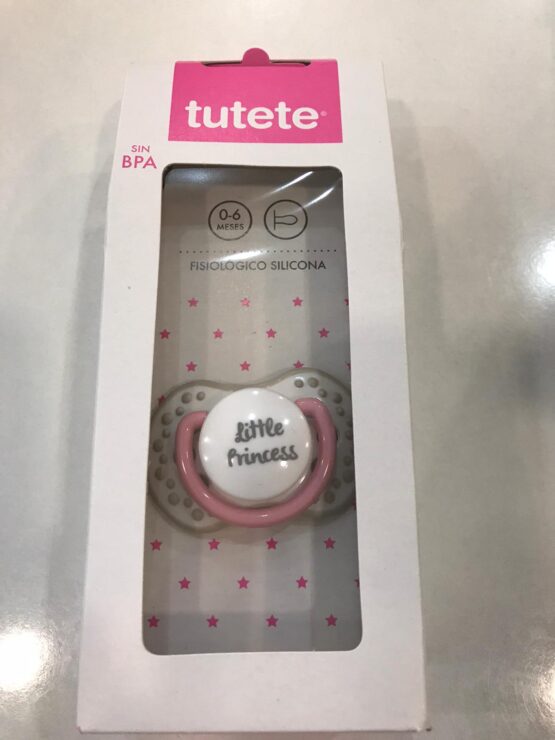 tutete®
SIN
BPA
0-6
MESES
FISIOLOGICO SILICONA
Little
Princess